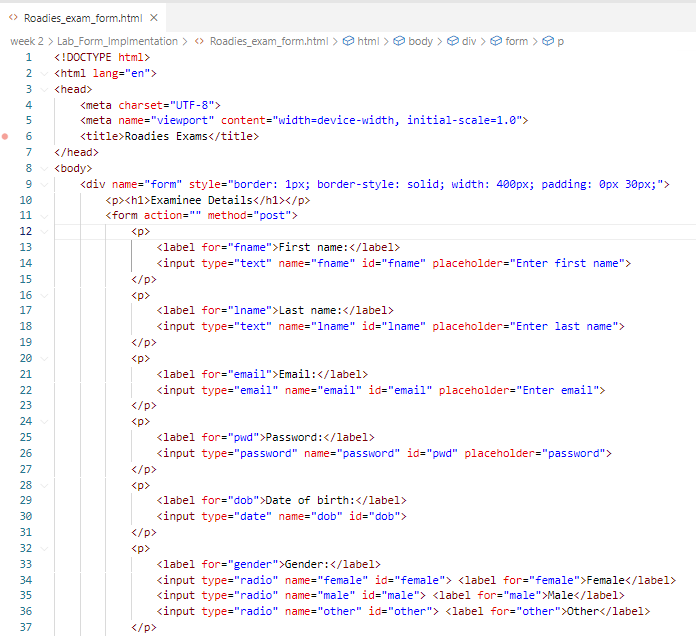 Roadies_exam_form.html
week 2 > Lab_Form_Implmentation > Roadies_exam_form.html > html > body > div > form > p
1 <!DOCTYPE html>
2 <html lang="en">
3 <head>
4 <meta charset="UTF-8">
5 <meta name="viewport" content="width=device-width, initial-scale=1.0">
6 <title>Roadies Exams</title>
7 </head>
8 <body>
9 <div name="form" style="border: 1px; border-style: solid; width: 400px; padding: 0px 30px;">
10 <p><h1>Examinee Details</h1></p>
11 <form action="" method="post">
12 <p>
13 <label for="fname">First name:</label>
14 <input type="text" name="fname" id="fname" placeholder="Enter first name">
15 </p>
16 <p>
17 <label for="lname">Last name:</label>
18 <input type="text" name="lname" id="lname" placeholder="Enter last name">
19 </p>
20 <p>
21 <label for="email">Email:</label>
22 <input type="email" name="email" id="email" placeholder="Enter email">
23 </p>
24 <p>
25 <label for="pwd">Password:</label>
26 <input type="password" name="password" id="pwd" placeholder="password">
27 </p>
28 <p>
29 <label for="dob">Date of birth:</label>
30 <input type="date" name="dob" id="dob">
31 </p>
32 <p>
33 <label for="gender">Gender:</label>
34 <input type="radio" name="female" id="female"> <label for="female">Female</label>
35 <input type="radio" name="male" id="male"> <label for="male">Male</label>
36 <input type="radio" name="other" id="other"> <label for="other">Other</label>
37 </p>